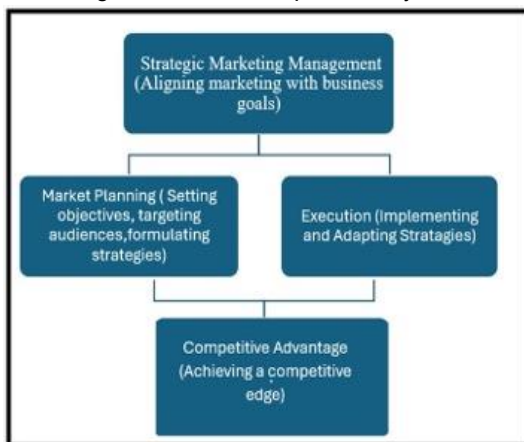 Strategic Marketing Management
(Aligning marketing with business
goals)
Market Planning ( Setting
objectives, targeting
audiences,formulating
strategies)
Execution (Implementing
and Adapting Stratagies)
Competitive Advantage
(Achieving a competitive
edge)